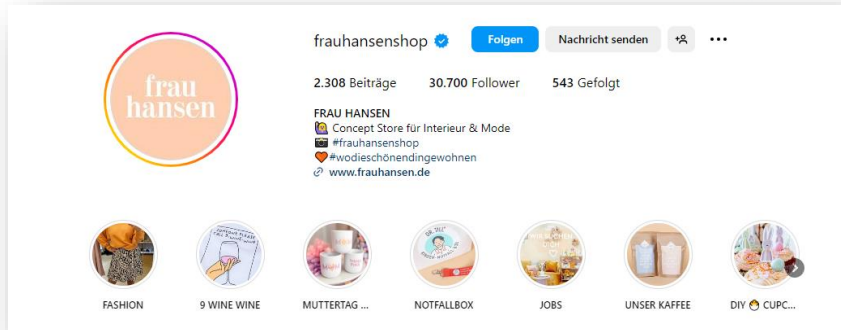 frauhansenshop
Folgen
Nachricht senden
2.308 Beiträge 30.700 Follower 543 Gefolgt
frau
hansen
FRAU HANSEN
Concept Store für Interieur & Mode
#frauhansenshop
#wodieschönendingewohnen
www.frauhansen.de
FASHION
9 WINE WINE
MUTTERTAG ...
NOTFALLBOX
JOBS
UNSER KAFFEE
DIY 🐣 CUPC...